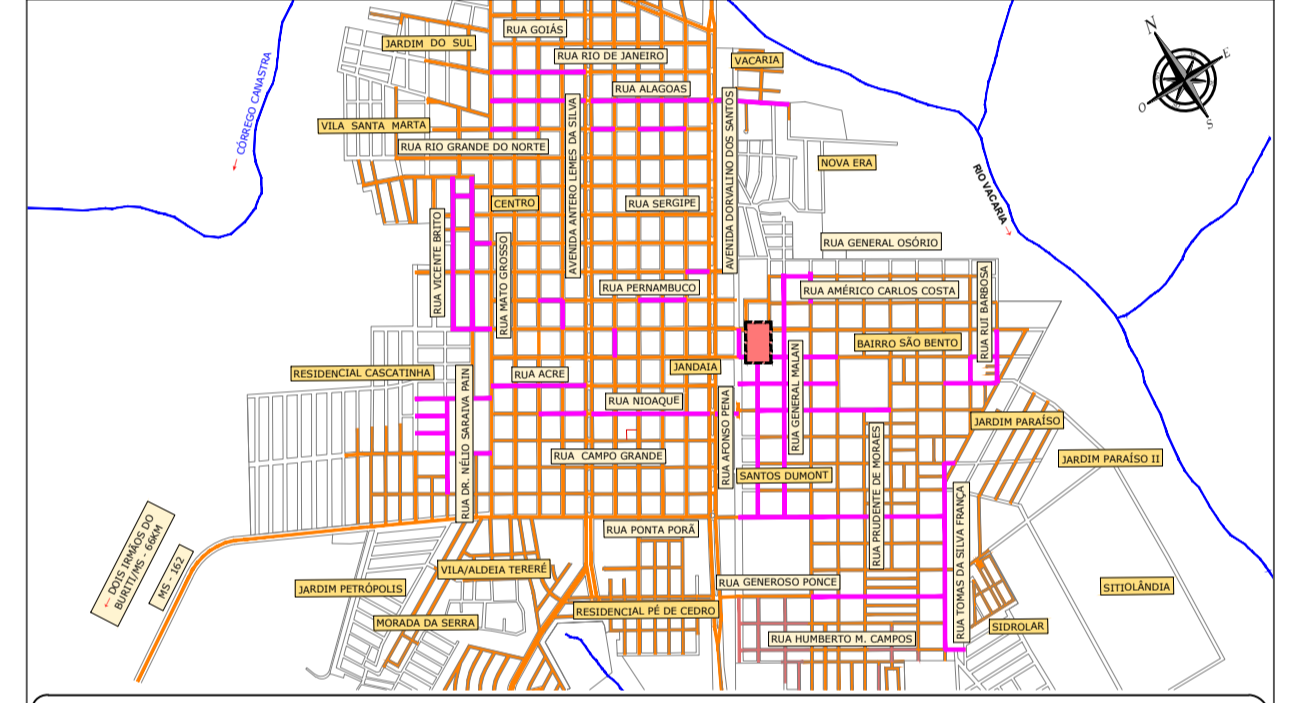 RUA GOIÁS
JARDIM DO SUL
RUA RIO DE JANEIRO
VACARIA
N
E
O
S
CÓRREGO CANASTRA
RUA ALAGOAS
VILA SANTA MARTA
RUA RIO GRANDE DO NORTE
AVENIDA ANTERO LEMES DA SILVA
AVENIDA DORVALINO DOS SANTOS
NOVA ERA
RIO VACARIA
CENTRO
RUA SERGIPE
RUA VICENTE BRITO
RUA MATO GROSSO
RUA GENERAL OSÓRIO
RUA PERNAMBUCO
RUA AMÉRICO CARLOS COSTA
RUA RUI BARBOSA
BAIRRO SÃO BENTO
RESIDENCIAL CASCATINHA
RUA ACRE
JANDAIA
RUA GENERAL MALAN
RUA DR. NÉLIO SARAIVA PAIN
RUA NIOAQUE
RUA AFONSO PENA
JARDIM PARAÍSO
RUA CAMPO GRANDE
JARDIM PARAÍSO II
SANTOS DUMONT
RUA PRUDENTE DE MORAES
RUA TOMAS DA SILVA FRANÇA
← DOIS IRMÃOS DO
BURITI/MS - 66KM
MS - 162
RUA PONTA PORÃ
VILA/ALDEIA TERERÉ
JARDIM PETRÓPOLIS
RUA GENEROSO PONCE
SITIOLÂNDIA
RESIDENCIAL PÉ DE CEDRO
MORADA DA SERRA
SIDROLAR
RUA HUMBERTO M. CAMPOS